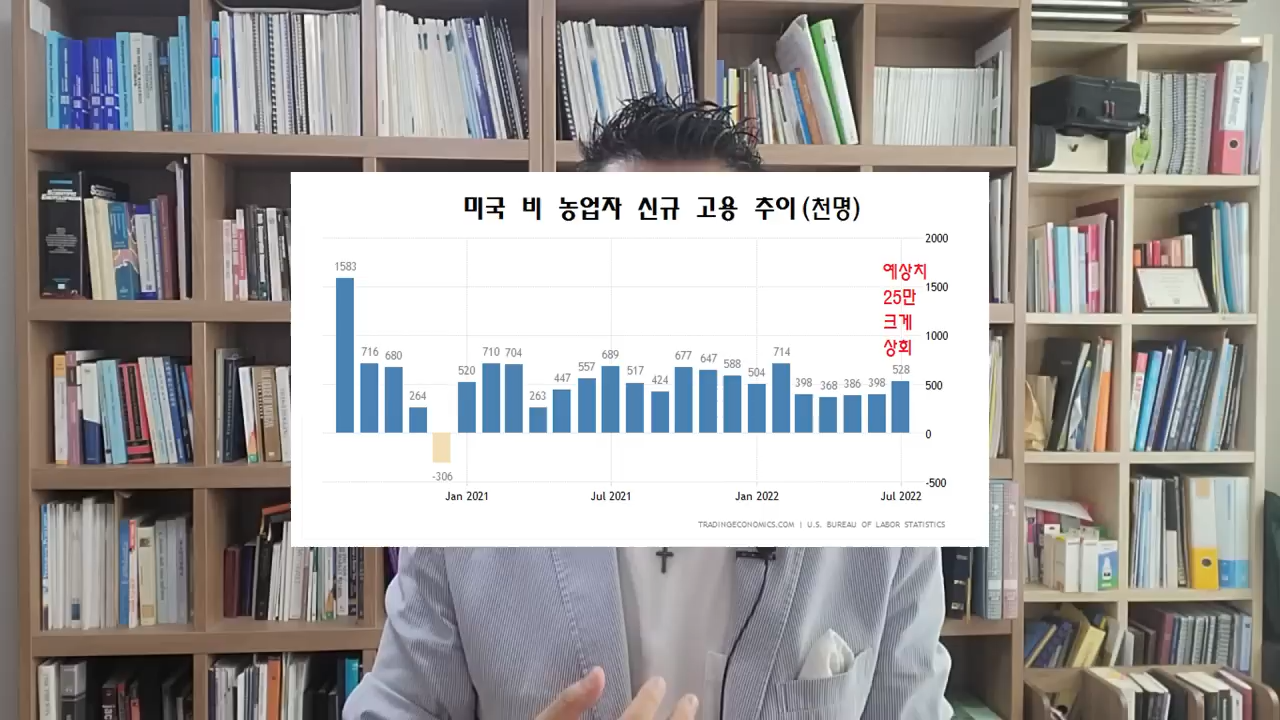 미국 비 농업자 신규 고용 추이(천명)
2000
예상치
1583
1500
25만
크게
1000
상회
716 680 264 520 710 704 263 447 557 689 517 424 677 647 588 504 714 398 368 386 398 528
500
0
-306
-500
Jan 2021 Jul 2021 Jan 2022 Jul 2022
TRADINGECONOMICS.COM | U.S. BUREAU OF LABOR STATISTICS